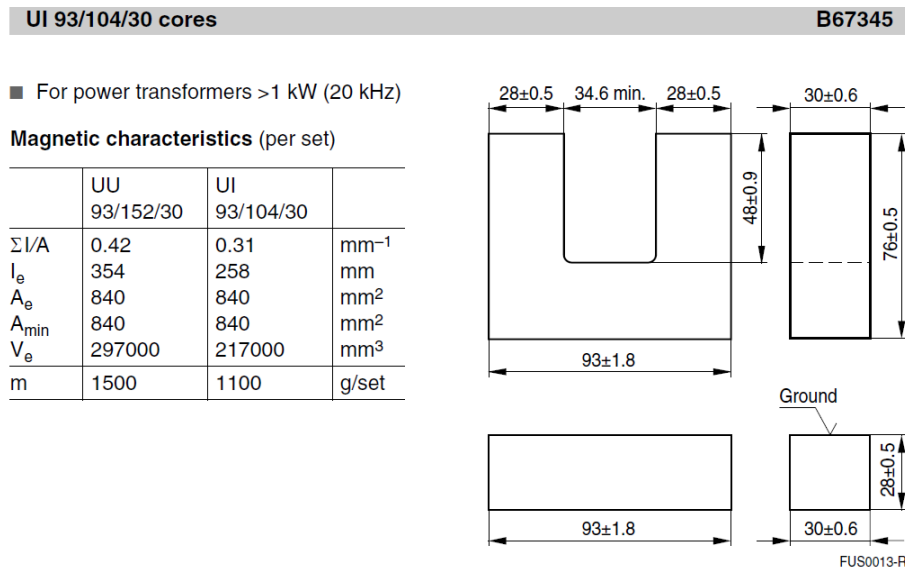 UI 93/104/30 cores B67345
■ For power transformers >1 kW (20 kHz)
Magnetic characteristics (per set)
UU UI
93/152/30 93/104/30
Σl/A 0.42 0.31 mm–1
le 354 258 mm
Ae 840 840 mm2
Amin 840 840 mm2
Ve 297000 217000 mm3
m 1500 1100 g/set
28±0.5 34.6 min. 28±0.5 30±0.6
48±0.9
76±0.5
93±1.8
Ground
28±0.5
93±1.8 30±0.6
FUS0013-R